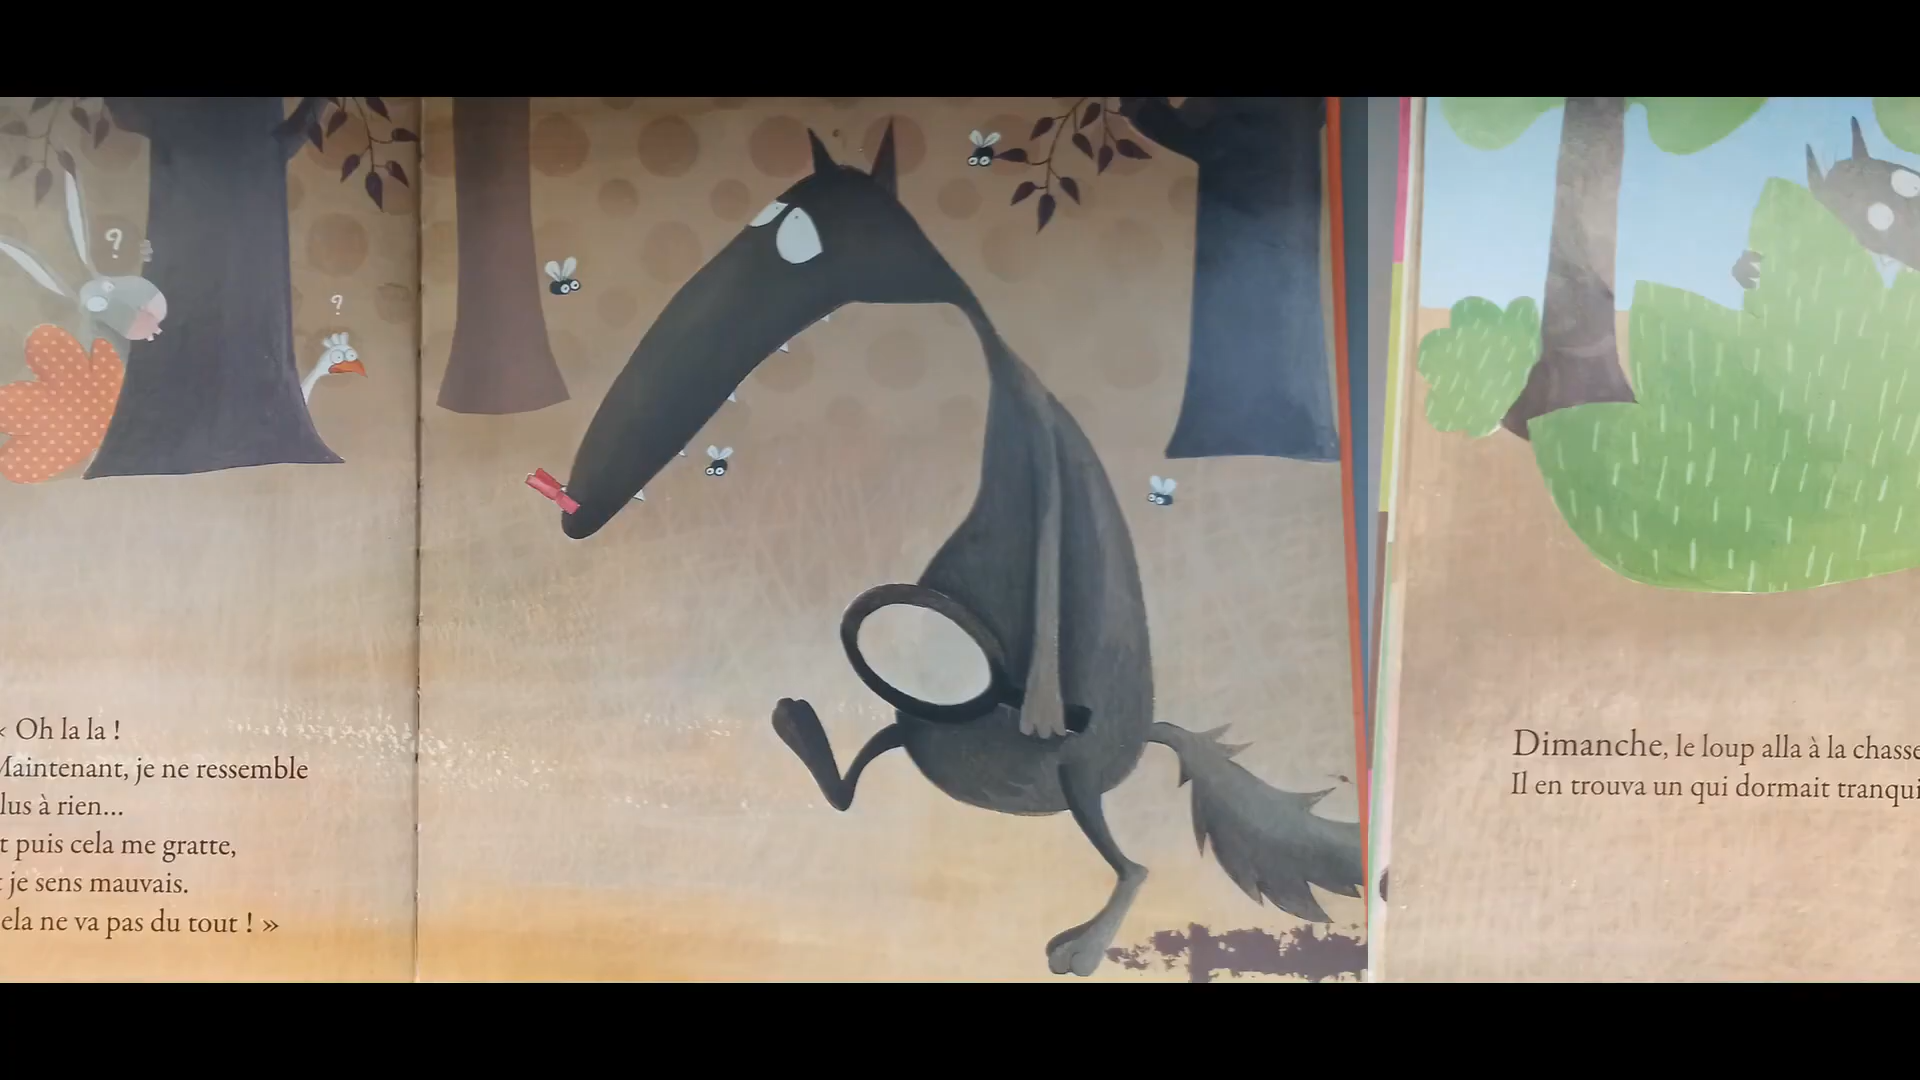 ?
?
« Oh la la !
Maintenant, je ne ressemble
lus à rien...
t puis cela me gratte,
t je sens mauvais.
ela ne va pas du tout ! »
Dimanche, le loup alla à la chasse
Il en trouva un qui dormait tranqui